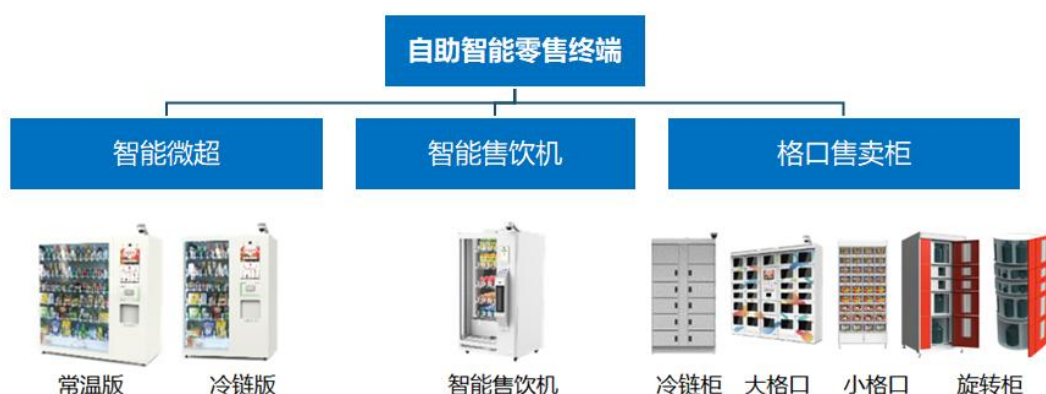 自助智能零售终端
智能微超
智能售饮机
格口售卖柜
常温版
冷链版
智能售饮机
冷链柜
大格口
小格口
旋转柜